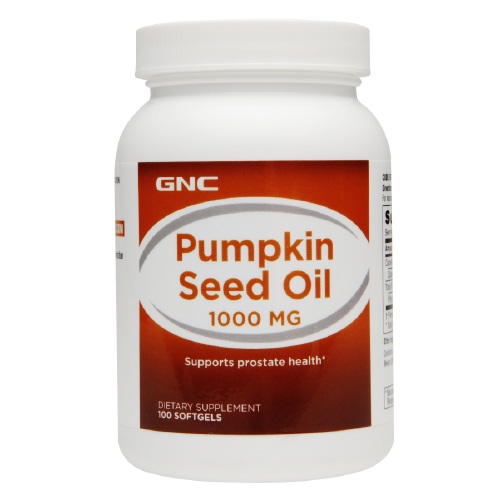 GNC
Pumpkin
Seed Oil
1000 MG
Supports prostate health*
DIETARY SUPPLEMENT
100 SOFTGELS